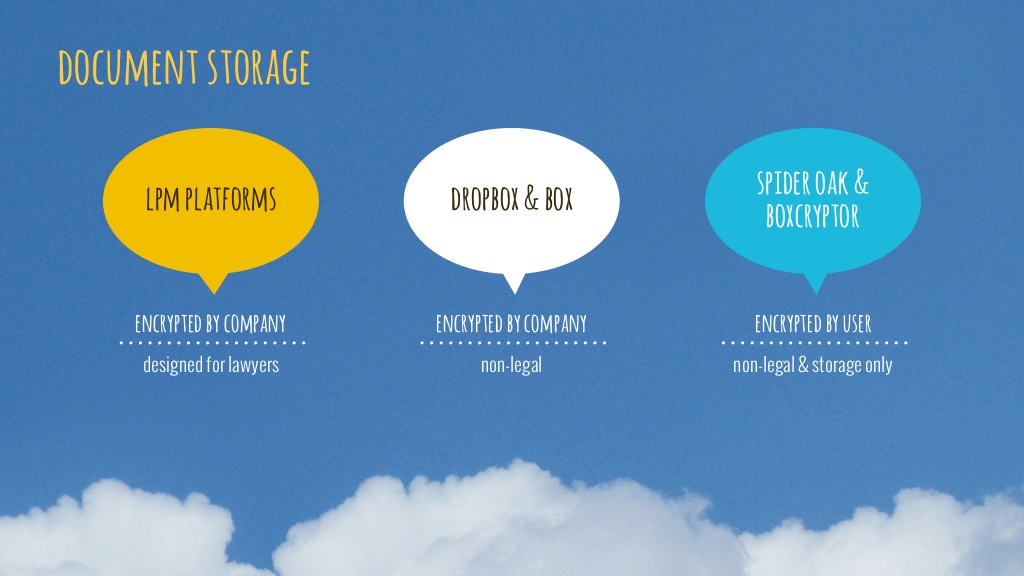 DOCUMENT STORAGE
LPM PLATFORMS
DROPBOX & BOX
SPIDER OAK &
BOXCRYPTOR
ENCRYPTED BY COMPANY
designed for lawyers
ENCRYPTED BY COMPANY
non-legal
ENCRYPTED BY USER
non-legal & storage only